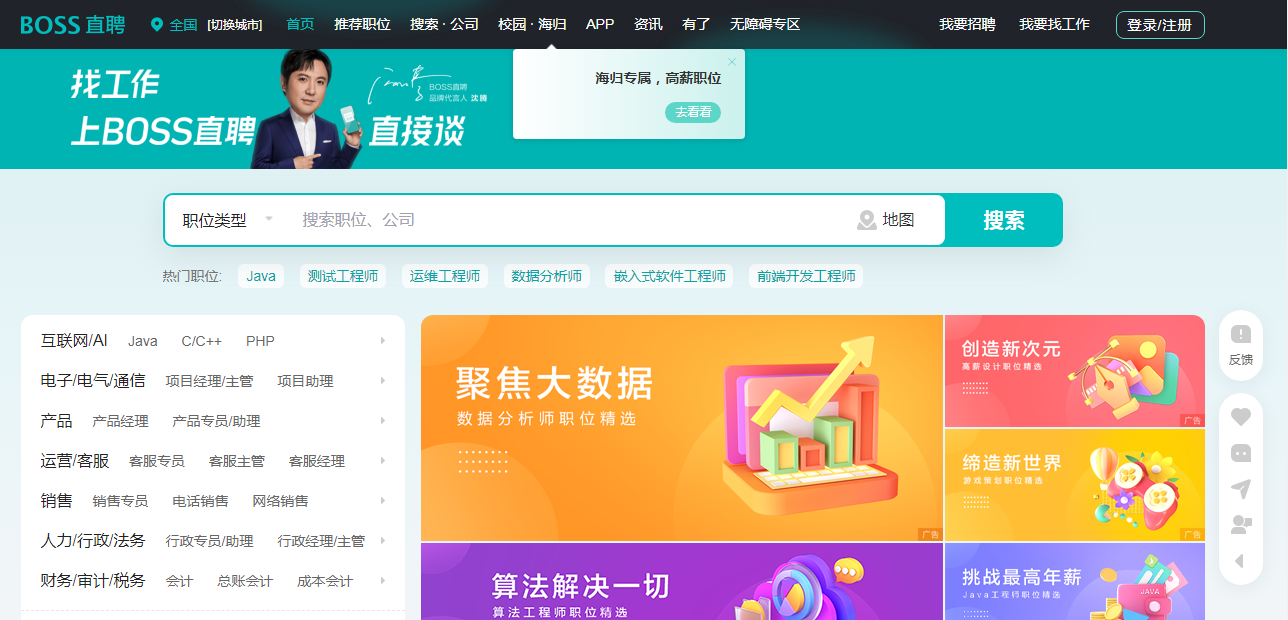 BOSS 直聘 全国 [切换城市] 首页 推荐职位 搜索 · 公司 校园 · 海归 APP 资讯 有了 无障碍专区 我要招聘 我要找工作 登录/注册
找工作
上BOSS直聘 直接谈
BOSS直聘
品牌代言人 沈腾
海归专属，高薪职位
去看看
职位类型 搜索职位、公司 地图 搜索
热门职位: Java 测试工程师 运维工程师 数据分析师 嵌入式软件工程师 前端开发工程师
互联网/AI Java C/C++ PHP
电子/电气/通信 项目经理/主管 项目助理
产品 产品经理 产品专员/助理
运营/客服 客服专员 客服主管 客服经理
销售 销售专员 电话销售 网络销售
人力/行政/法务 行政专员/助理 行政经理/主管
财务/审计/税务 会计 总账会计 成本会计
聚焦大数据
数据分析师职位精选
广告
创造新次元
高薪设计职位精选
广告
缔造新世界
游戏策划职位精选
广告
算法解决一切
算法工程师职位精选
挑战最高年薪
Java工程师职位精选
JAVA
反馈